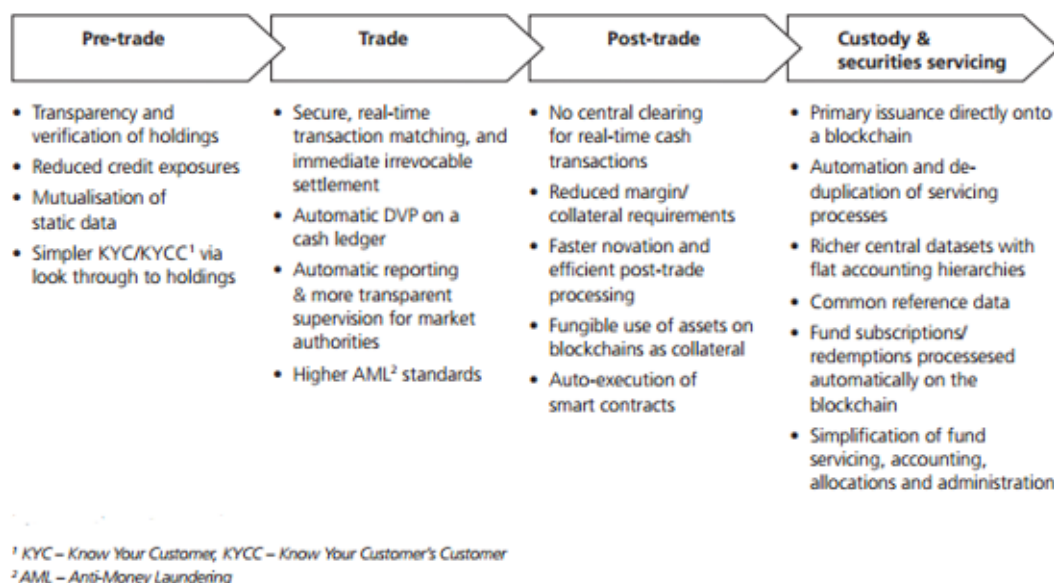 Pre-trade
• Transparency and
verification of holdings
• Reduced credit exposures
• Mutualisation of
static data
• Simpler KYC/KYCC¹ via
look through to holdings
Trade
• Secure, real-time
transaction matching, and
immediate irrevocable
settlement
• Automatic DVP on a
cash ledger
• Automatic reporting
& more transparent
supervision for market
authorities
• Higher AML² standards
Post-trade
• No central clearing
for real-time cash
transactions
• Reduced margin/
collateral requirements
• Faster novation and
efficient post-trade
processing
• Fungible use of assets on
blockchains as collateral
• Auto-execution of
smart contracts
Custody &
securities servicing
• Primary issuance directly onto
a blockchain
• Automation and de-
duplication of servicing
processes
• Richer central datasets with
flat accounting hierarchies
• Common reference data
• Fund subscriptions/
redemptions processesed
automatically on the
blockchain
• Simplification of fund
servicing, accounting,
allocations and administration
¹ KYC – Know Your Customer, KYCC – Know Your Customer's Customer
² AML – Anti-Money Laundering